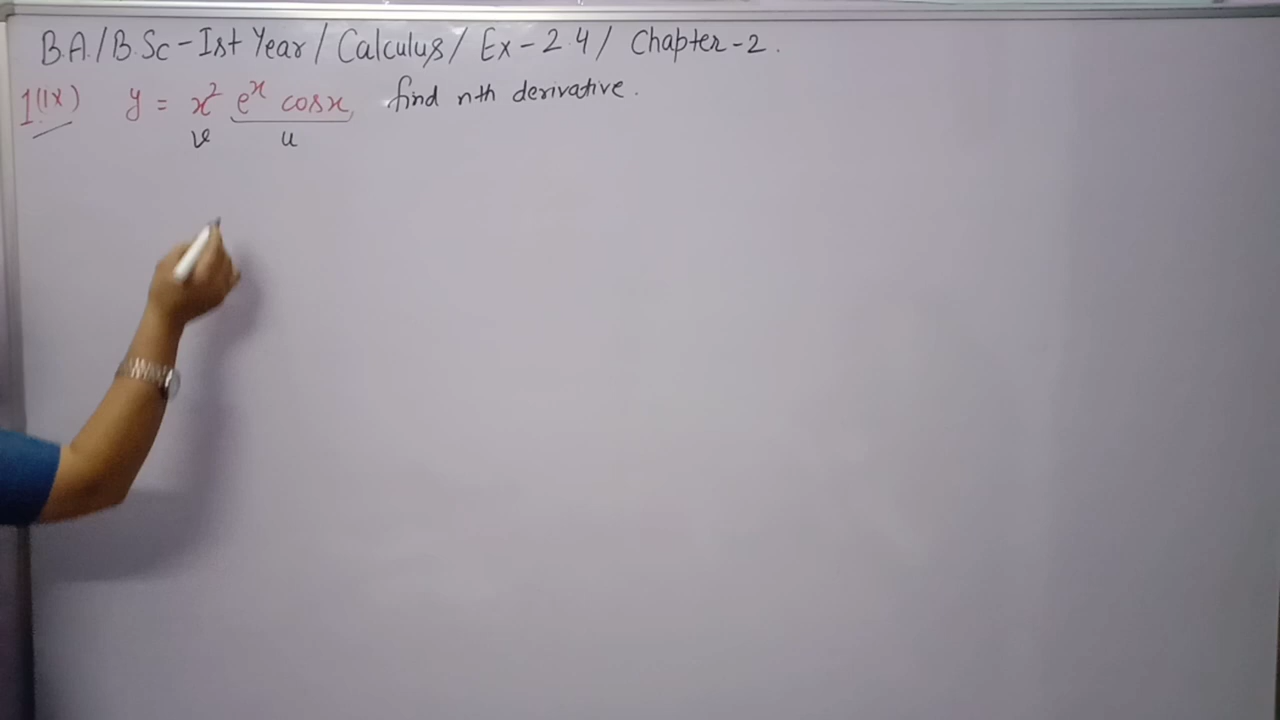 B.A./B.Sc - Ist Year / Calculus / Ex - 2.4 / Chapter - 2.
1(ix) y = x² eˣ cosx, find nth derivative.
v u